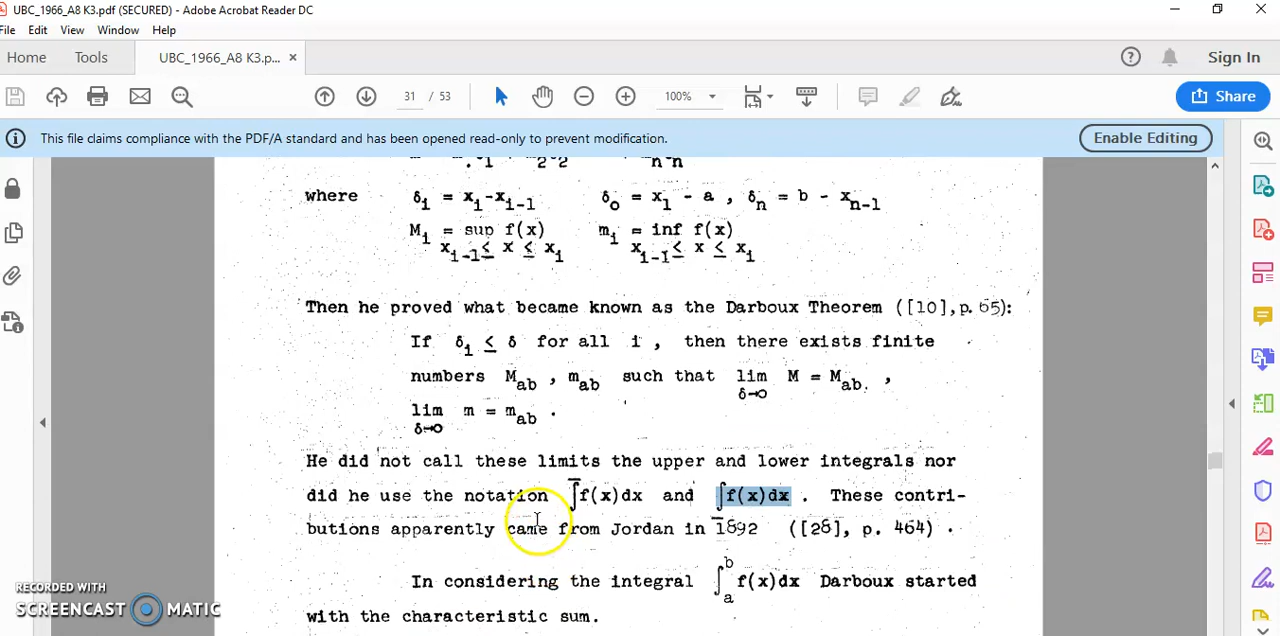 UBC_1966_A8 K3.pdf (SECURED) - Adobe Acrobat Reader DC
File Edit View Window Help
Home Tools UBC_1966_A8 K3.p... × Sign In
31 / 53 100% Share
This file claims compliance with the PDF/A standard and has been opened read-only to prevent modification. Enable Editing
where δi = xi-xi-1 δo = x1 - a , δn = b - xn-1
Mi = sup f(x) mi = inf f(x)
xi-1≤ x ≤ xi xi-1≤ x ≤ xi
Then he proved what became known as the Darboux Theorem ([10],p. 65):
If δi ≤ δ for all i , then there exists finite
numbers Mab , mab such that lim M = Mab. ,
δ→0
lim m = mab .
δ→0
He did not call these limits the upper and lower integrals nor
did he use the notation ∫f(x)dx and ∫f(x)dx . These contri-
butions apparently came from Jordan in 1892 ([28], p. 464) .
In considering the integral ∫ab f(x)dx Darboux started
with the characteristic sum.
RECORDED WITH
SCREENCAST MATIC